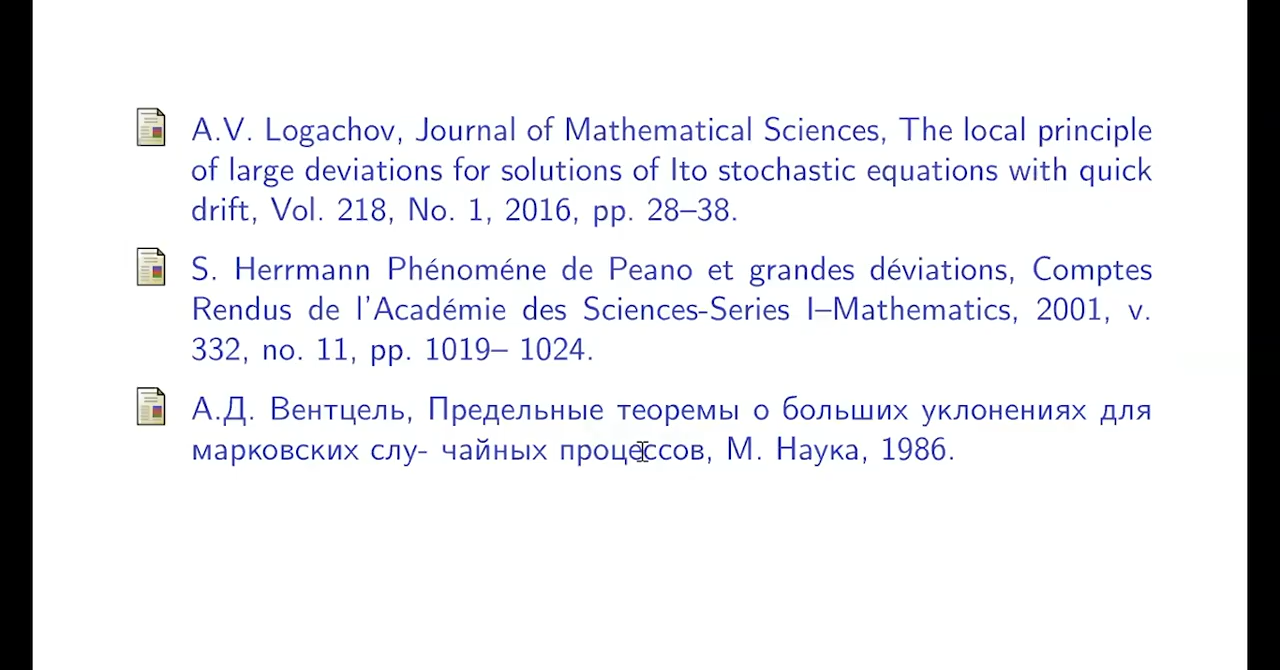 A.V. Logachov, Journal of Mathematical Sciences, The local principle
of large deviations for solutions of Ito stochastic equations with quick
drift, Vol. 218, No. 1, 2016, pp. 28–38.
S. Herrmann Phénoméne de Peano et grandes déviations, Comptes
Rendus de l'Académie des Sciences-Series I–Mathematics, 2001, v.
332, no. 11, pp. 1019– 1024.
А.Д. Вентцель, Предельные теоремы о больших уклонениях для
марковских слу- чайных процессов, М. Наука, 1986.